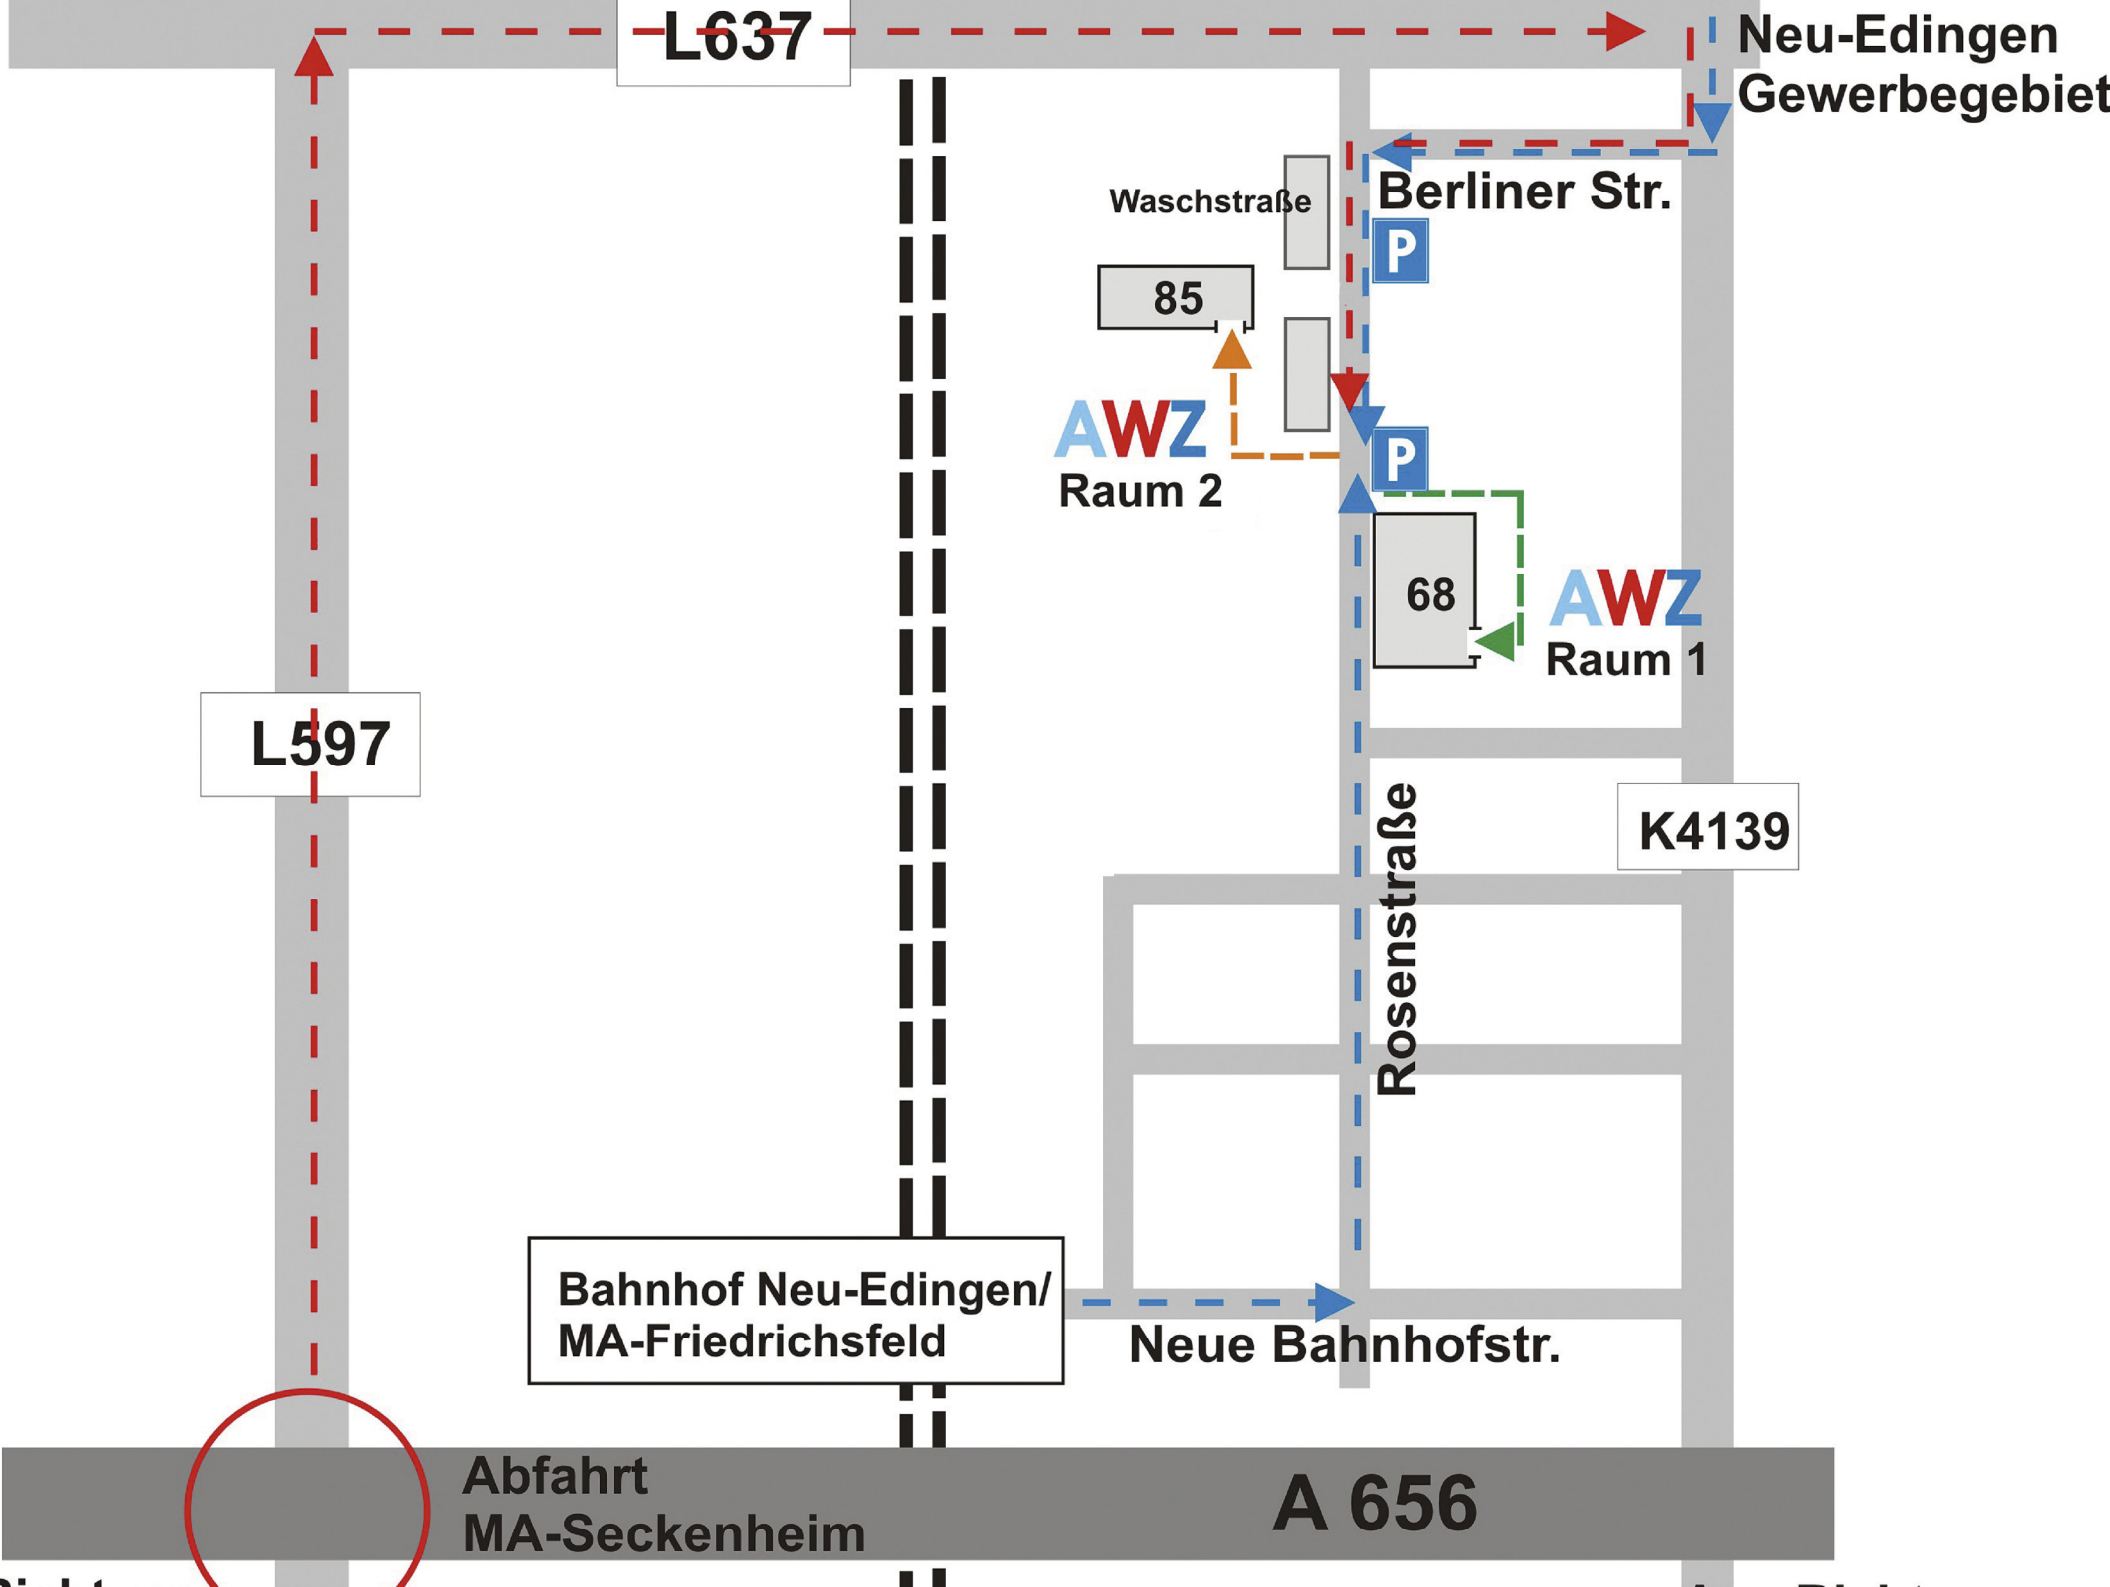 L637
Neu-Edingen
Gewerbegebiet
Waschstraße
Berliner Str.
P
85
AWZ
Raum 2
P
68
AWZ
Raum 1
L597
K4139
Rosenstraße
Bahnhof Neu-Edingen/
MA-Friedrichsfeld
Neue Bahnhofstr.
Abfahrt
MA-Seckenheim
A 656